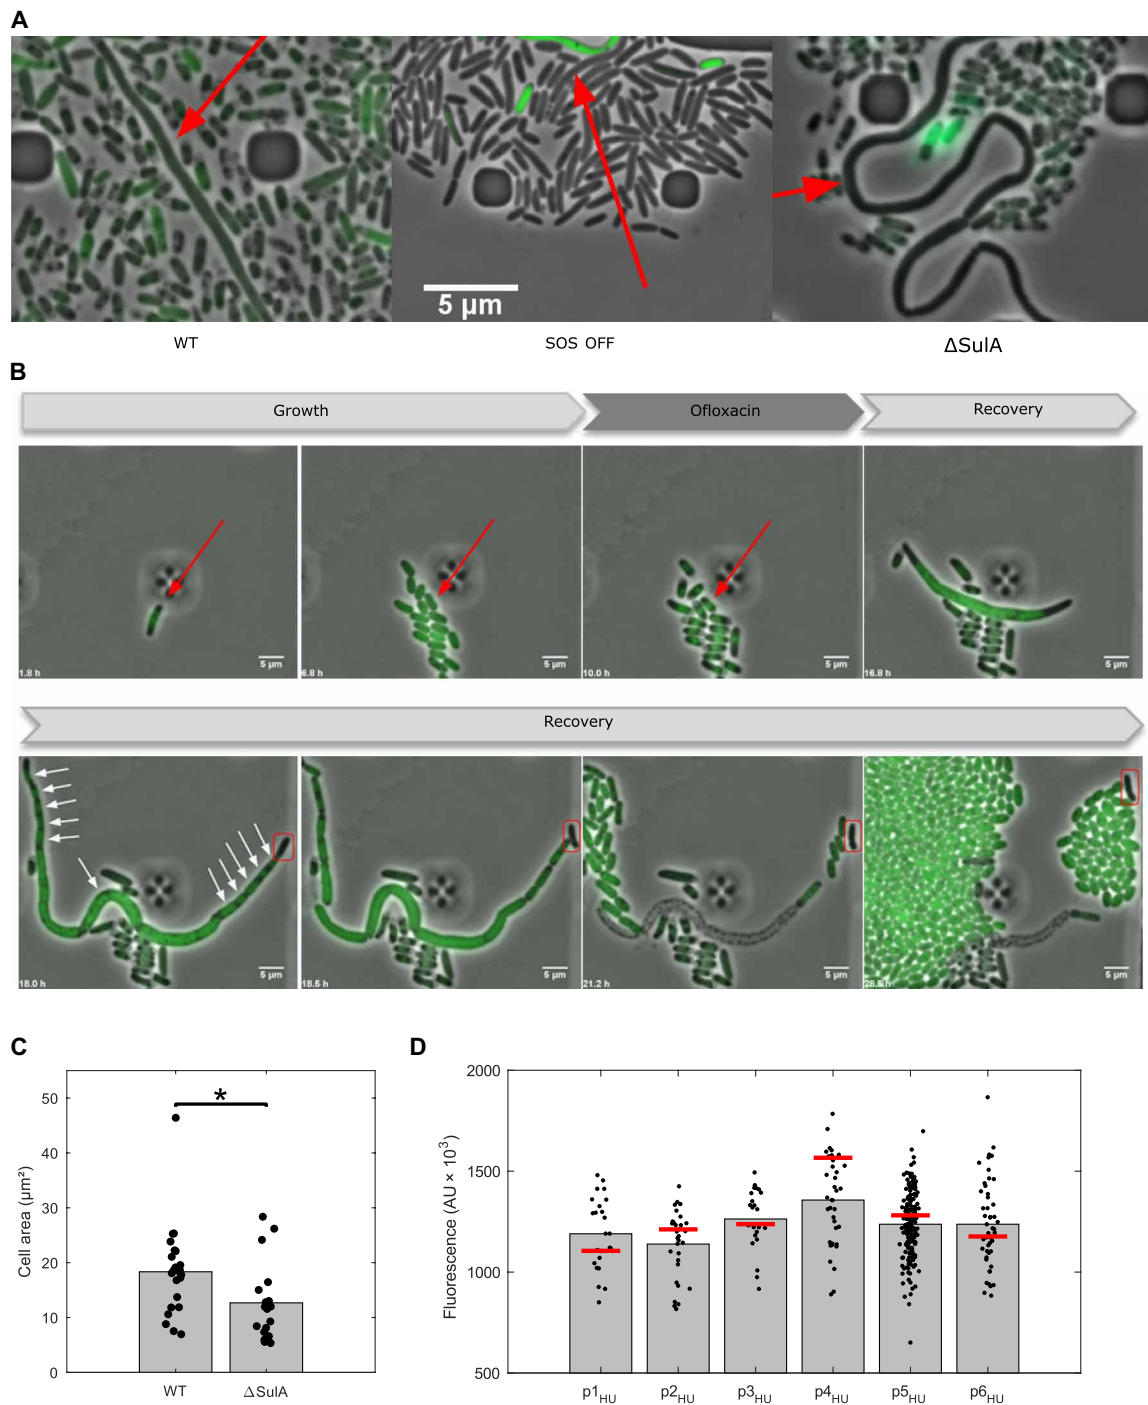 A
5 µm
WT
SOS OFF
ΔSulA
B
Growth
Ofloxacin
Recovery
5 µm
5 µm
5 µm
5 µm
1.8 h
6.8 h
10.0 h
16.8 h
Recovery
5 µm
5 µm
5 µm
5 µm
18.0 h
18.5 h
21.2 h
C
*
Cell area (µm²)
50
40
30
20
10
0
WT
ΔSulA
D
Fluorescence (AU × 10³)
2000
1500
1000
500
p1HU
p2HU
p3HU
p4HU
p5HU
p6HU